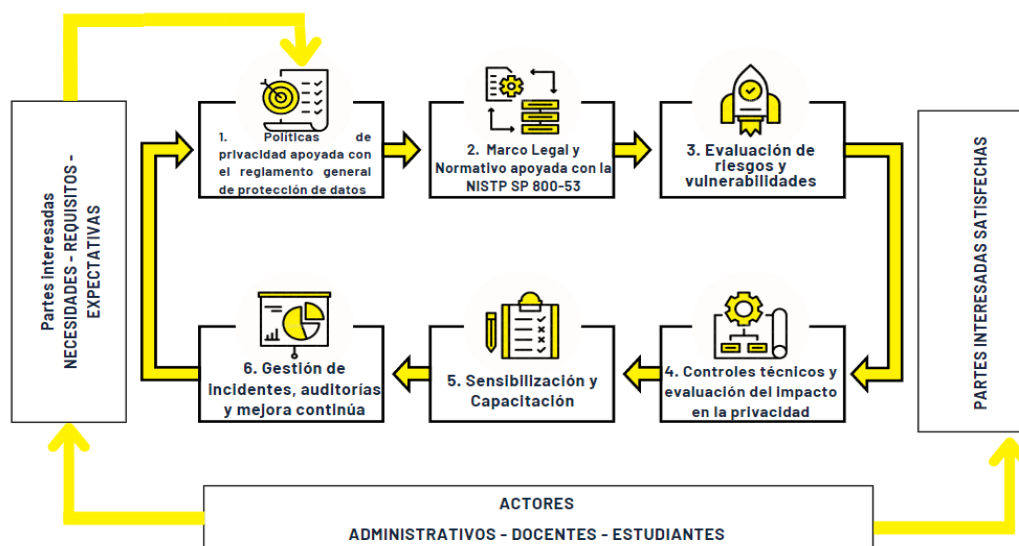 Partes Interesadas
NECESIDADES - REQUISITOS -
EXPECTATIVAS
1. Políticas de
privacidad apoyada con
el reglamento general
de protección de datos
2. Marco Legal y
Normativo apoyada con la
NISTP SP 800-53
3. Evaluación de
riesgos y
vulnerabilidades
4. Controles técnicos y
evaluación del impacto
en la privacidad
5. Sensibilización y
Capacitación
6. Gestión de
incidentes, auditorías
y mejora continúa
PARTES INTERESADAS SATISFECHAS
ACTORES
ADMINISTRATIVOS - DOCENTES - ESTUDIANTES